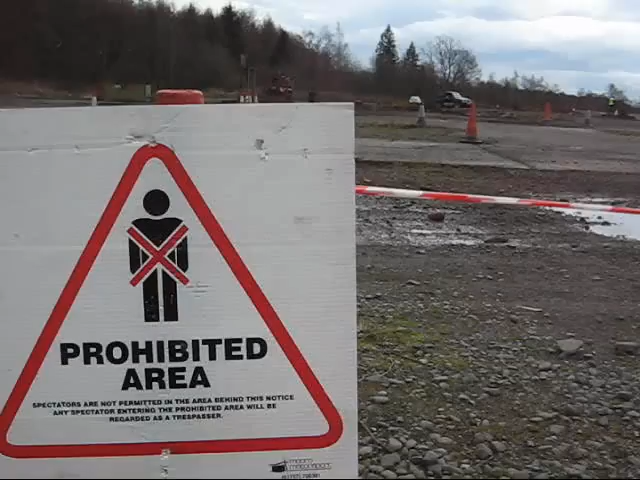 PROHIBITED
AREA
SPECTATORS ARE NOT PERMITTED IN THE AREA BEHIND THIS NOTICE
ANY SPECTATOR ENTERING THE PROHIBITED AREA WILL BE
REGARDED AS A TRESPASSER.